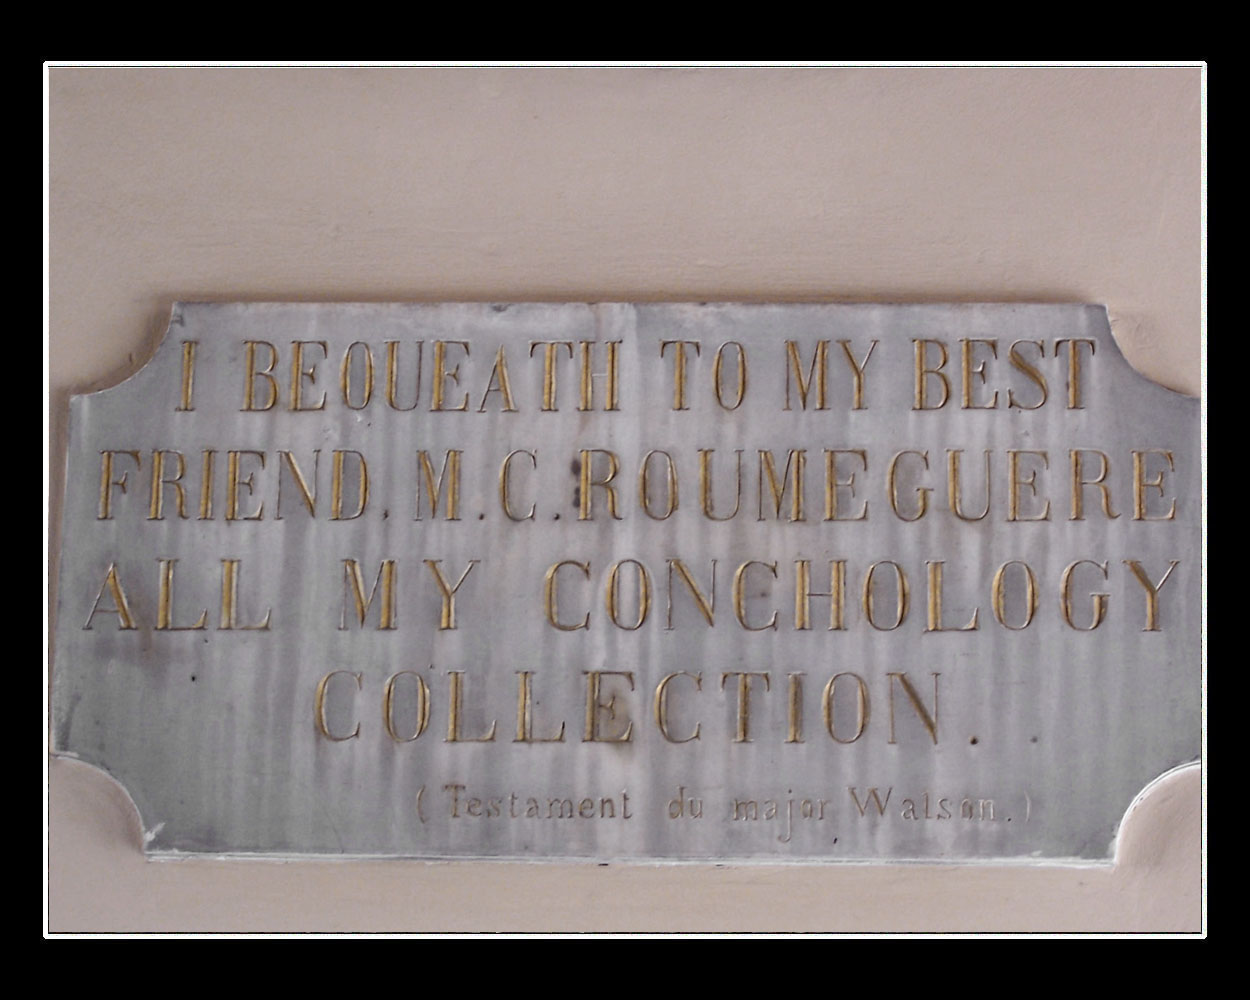 I BEQUEATH TO MY BEST
FRIEND, M.C. ROUMEGUERE
ALL MY CONCHOLOGY
COLLECTION.
( Testament du major Walson. )